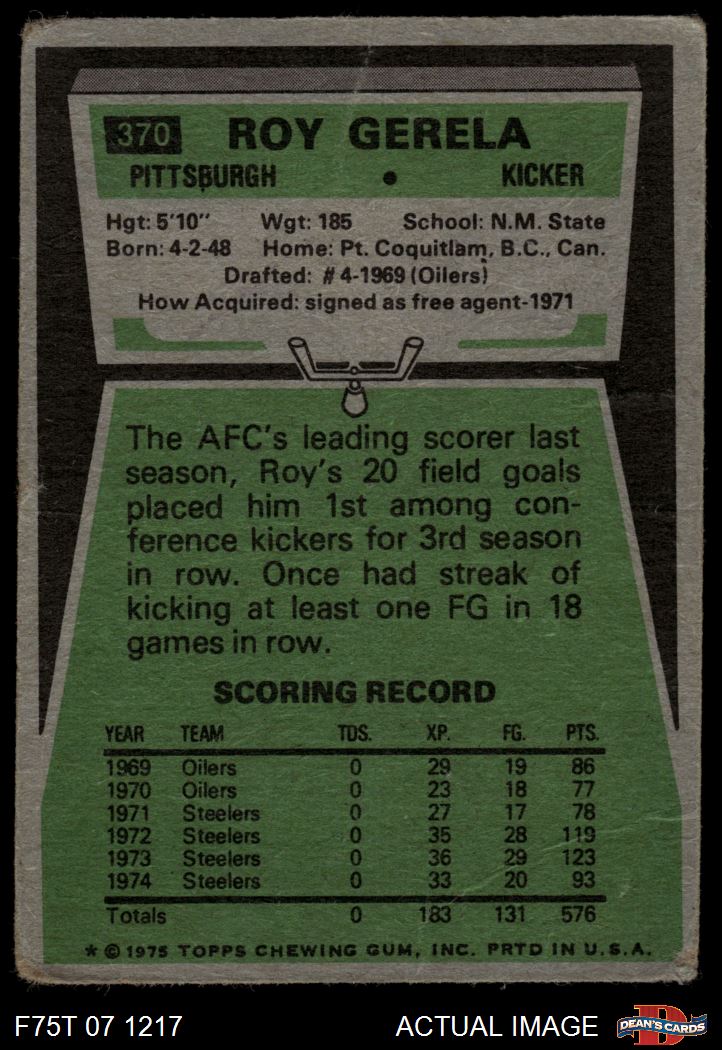 370 ROY GERELA
PITTSBURGH • KICKER
Hgt: 5'10" Wgt: 185 School: N.M. State
Born: 4-2-48 Home: Pt. Coquitlam, B.C., Can.
Drafted: #4-1969 (Oilers)
How Acquired: signed as free agent-1971
The AFC's leading scorer last
season, Roy's 20 field goals
placed him 1st among con-
ference kickers for 3rd season
in row. Once had streak of
kicking at least one FG in 18
games in row.
SCORING RECORD
YEAR TEAM TDS. XP. FG. PTS.
1969 Oilers 0 29 19 86
1970 Oilers 0 23 18 77
1971 Steelers 0 27 17 78
1972 Steelers 0 35 28 119
1973 Steelers 0 36 29 123
1974 Steelers 0 33 20 93
Totals 0 183 131 576
* © 1975 TOPPS CHEWING GUM, INC. PRTD IN U.S.A.
F75T 07 1217 ACTUAL IMAGE D DEAN'S CARDS